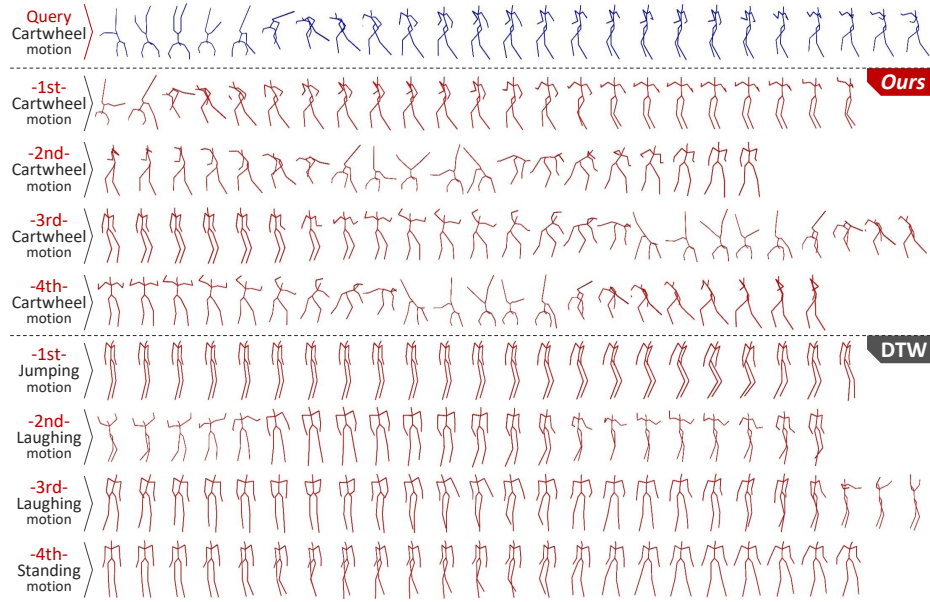 Query
Cartwheel
motion
Ours
-1st-
Cartwheel
motion
-2nd-
Cartwheel
motion
-3rd-
Cartwheel
motion
-4th-
Cartwheel
motion
DTW
-1st-
Jumping
motion
-2nd-
Laughing
motion
-3rd-
Laughing
motion
-4th-
Standing
motion